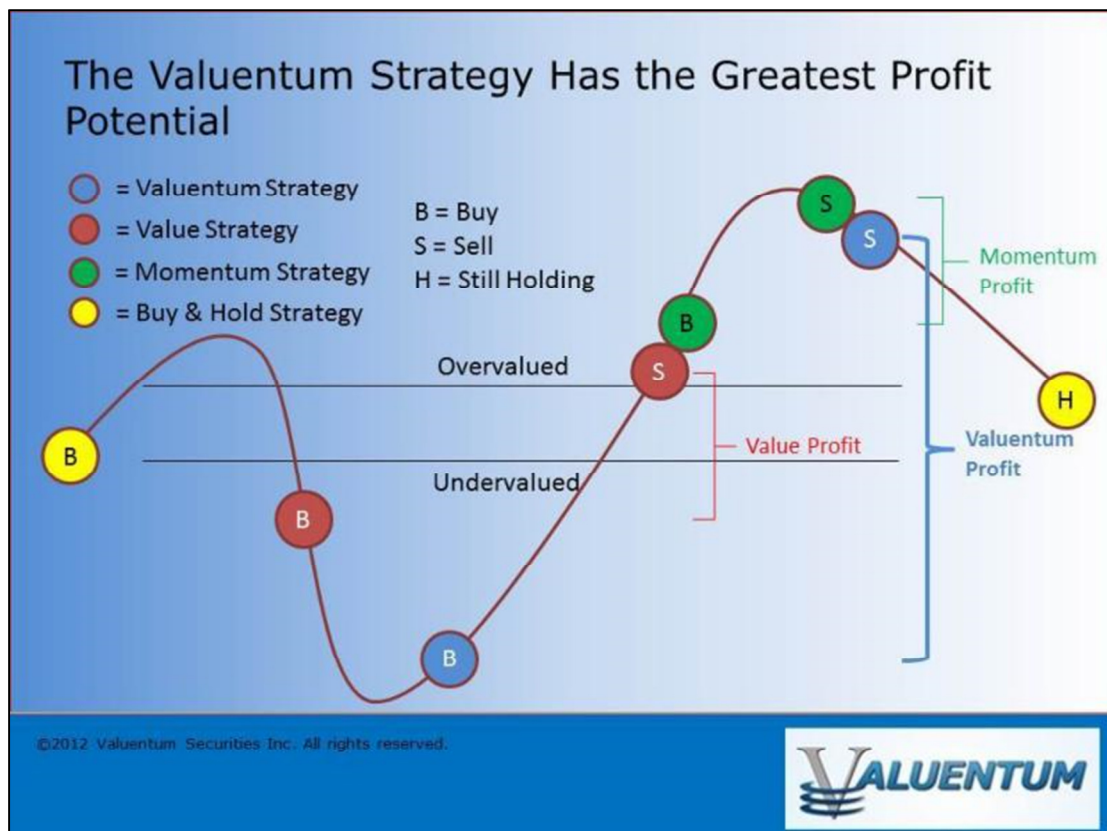 The Valuentum Strategy Has the Greatest Profit
Potential
= Valuentum Strategy
= Value Strategy
= Momentum Strategy
= Buy & Hold Strategy
B = Buy
S = Sell
H = Still Holding
S
S
Momentum
Profit
B
Overvalued
S
H
B
Value Profit
Valuentum
Profit
Undervalued
B
B
©2012 Valuentum Securities Inc. All rights reserved.
VALUENTUM